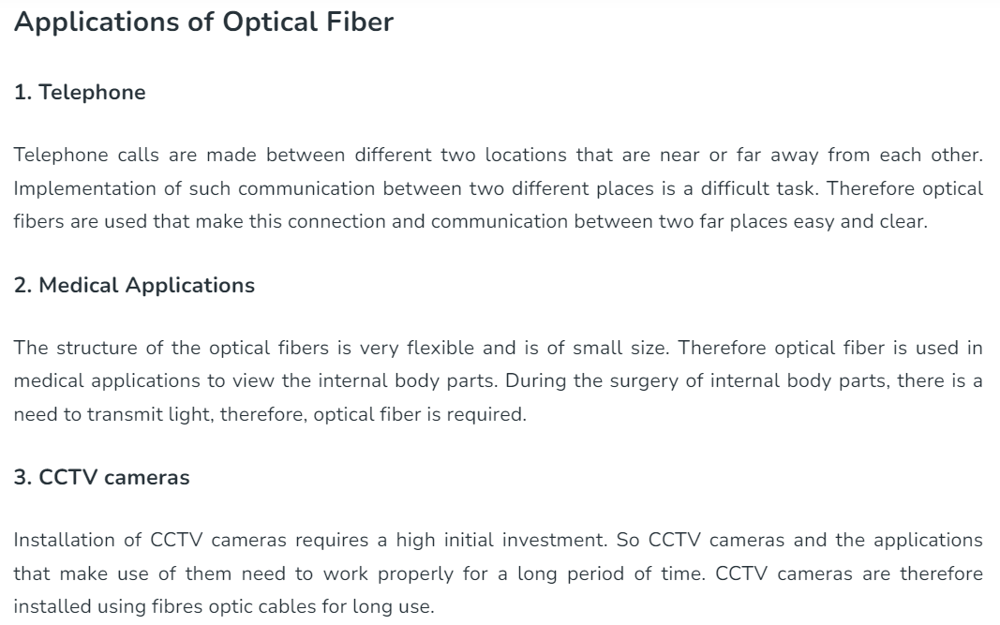 Applications of Optical Fiber
1. Telephone
Telephone calls are made between different two locations that are near or far away from each other.
Implementation of such communication between two different places is a difficult task. Therefore optical
fibers are used that make this connection and communication between two far places easy and clear.
2. Medical Applications
The structure of the optical fibers is very flexible and is of small size. Therefore optical fiber is used in
medical applications to view the internal body parts. During the surgery of internal body parts, there is a
need to transmit light, therefore, optical fiber is required.
3. CCTV cameras
Installation of CCTV cameras requires a high initial investment. So CCTV cameras and the applications
that make use of them need to work properly for a long period of time. CCTV cameras are therefore
installed using fibres optic cables for long use.